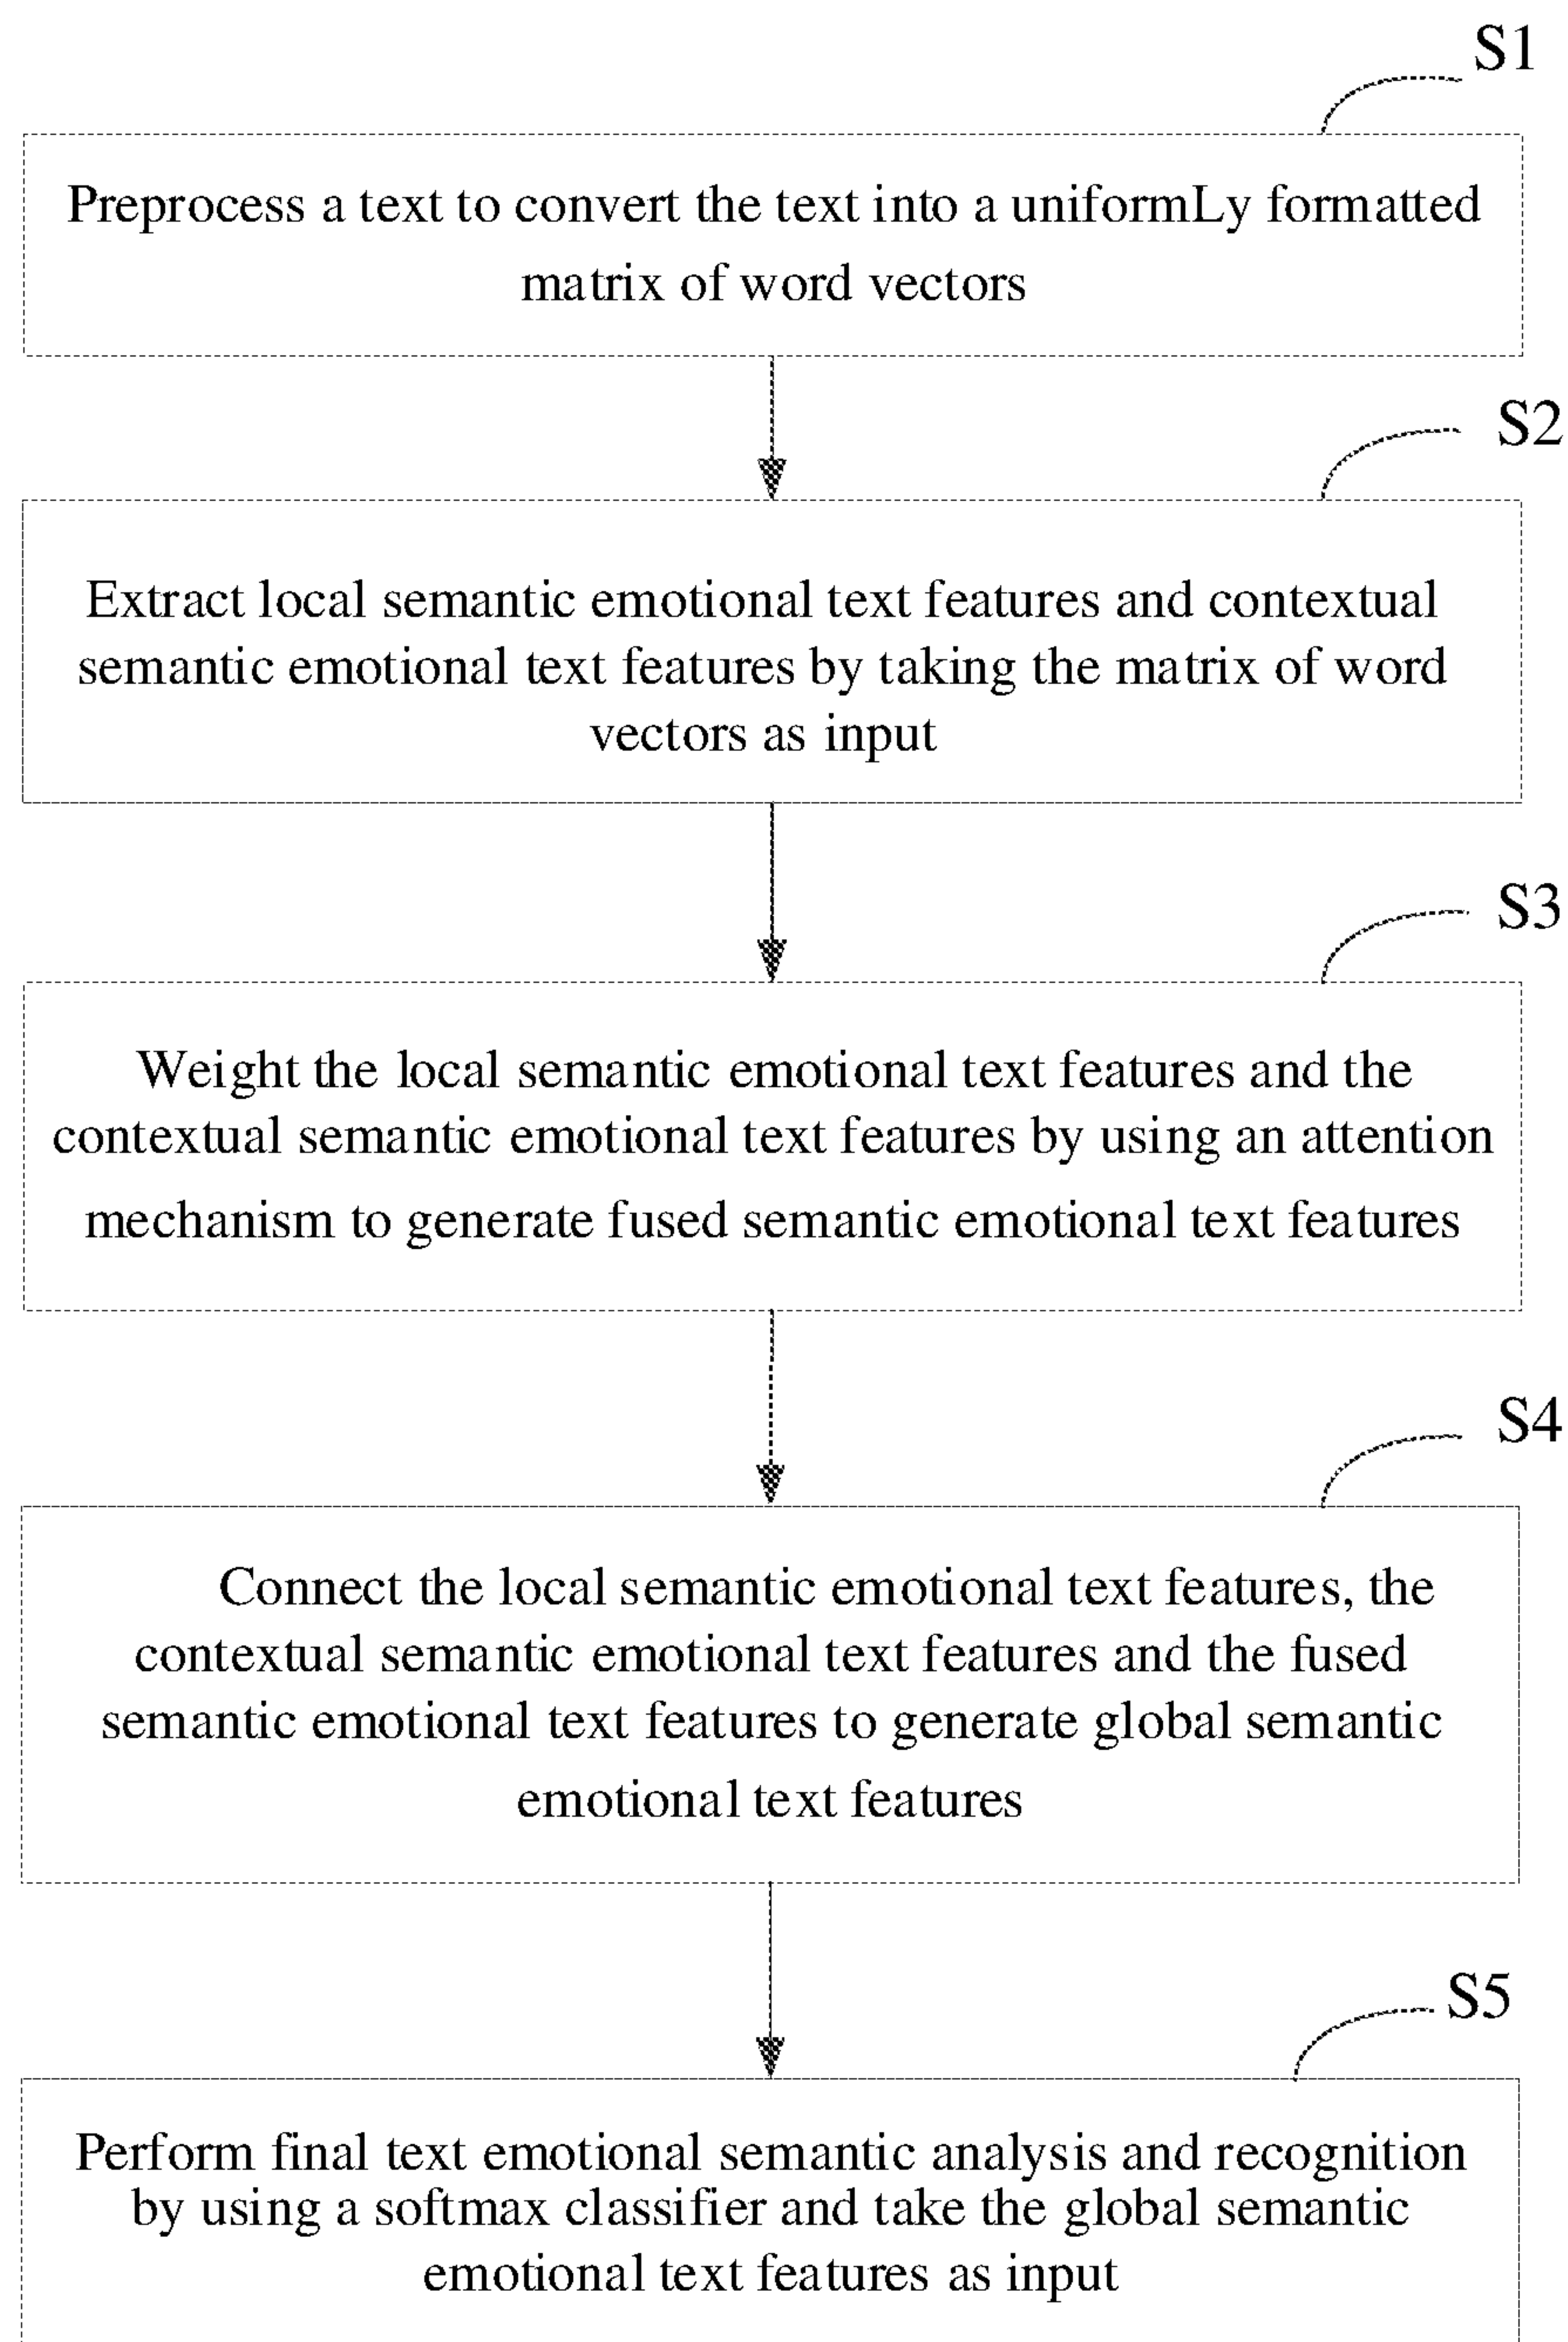 S1
Preprocess a text to convert the text into a uniformLy formatted
matrix of word vectors
S2
Extract local semantic emotional text features and contextual
semantic emotional text features by taking the matrix of word
vectors as input
S3
Weight the local semantic emotional text features and the
contextual semantic emotional text features by using an attention
mechanism to generate fused semantic emotional text features
S4
Connect the local semantic emotional text features, the
contextual semantic emotional text features and the fused
semantic emotional text features to generate global semantic
emotional text features
S5
Perform final text emotional semantic analysis and recognition
by using a softmax classifier and take the global semantic
emotional text features as input